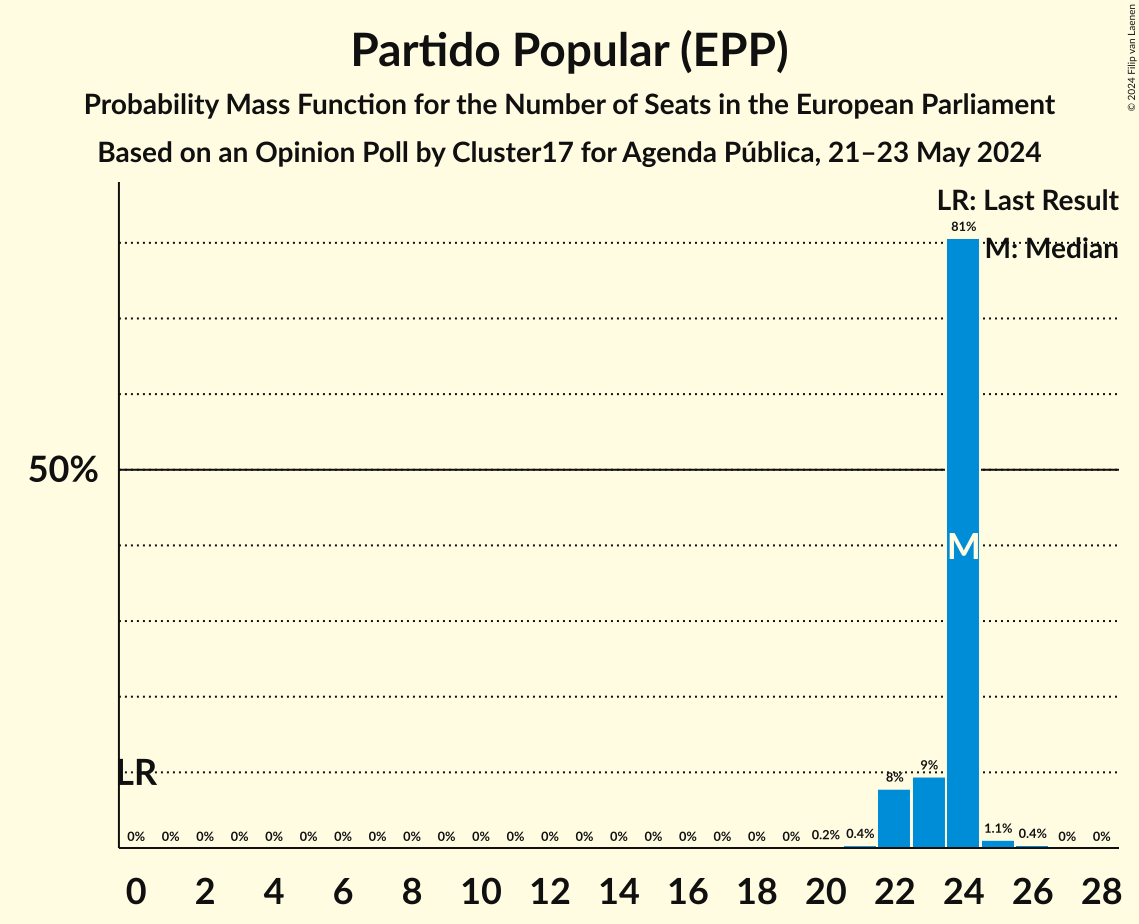 Partido Popular (EPP)
Probability Mass Function for the Number of Seats in the European Parliament
Based on an Opinion Poll by Cluster17 for Agenda Pública, 21–23 May 2024
© 2024 Filip van Laenen
LR: Last Result
M: Median
81%
50%
M
LR
9%
8%
0% 0% 0% 0% 0% 0% 0% 0% 0% 0% 0% 0% 0% 0% 0% 0% 0% 0% 0% 0% 0.2% 0.4% 1.1% 0.4% 0% 0%
0 2 4 6 8 10 12 14 16 18 20 22 24 26 28